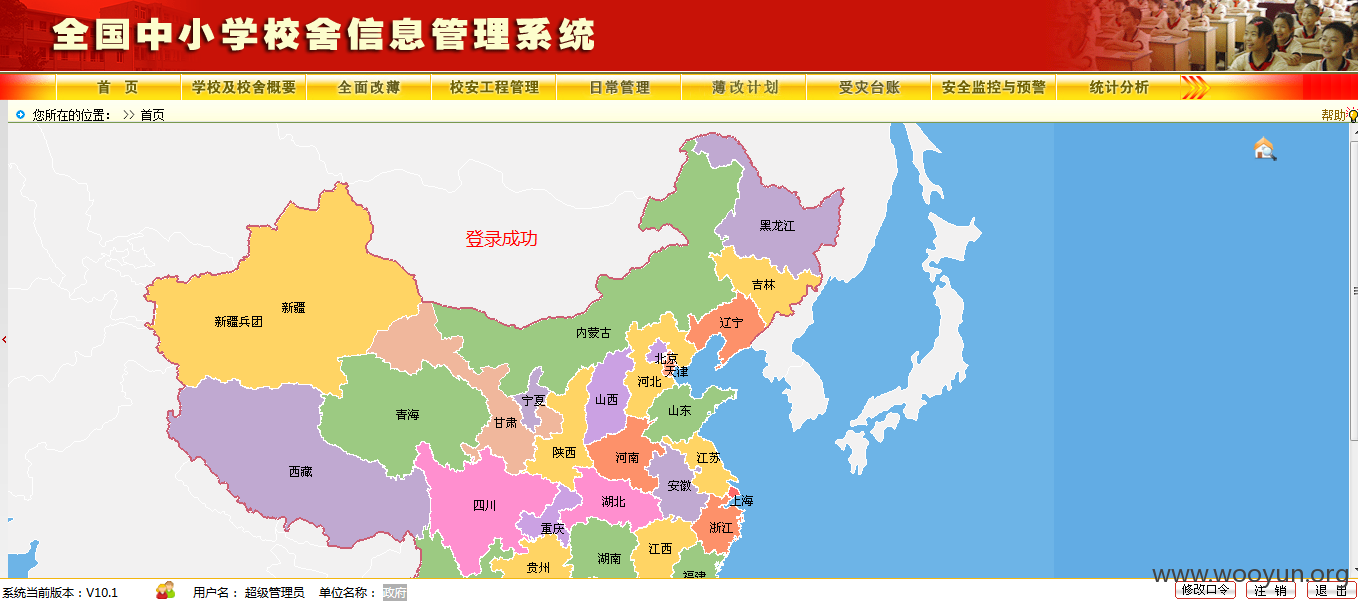 全国中小学校舍信息管理系统
首 页 学校及校舍概要 全面改薄 校安工程管理 日常管理 薄改计划 受灾台账 安全监控与预警 统计分析
您所在的位置： >> 首页 帮助
黑龙江
登录成功
吉林
新疆
新疆兵团
辽宁
内蒙古
北京
天津
河北
宁夏
山西
山东
青海
甘肃
陕西
河南
江苏
西藏
安徽
四川
湖北
上海
重庆
浙江
江西
湖南
贵州
福建
www.wooyun.org
系统当前版本：V10.1 用户名： 超级管理员 单位名称： 政府 修改口令 注 销 退 出